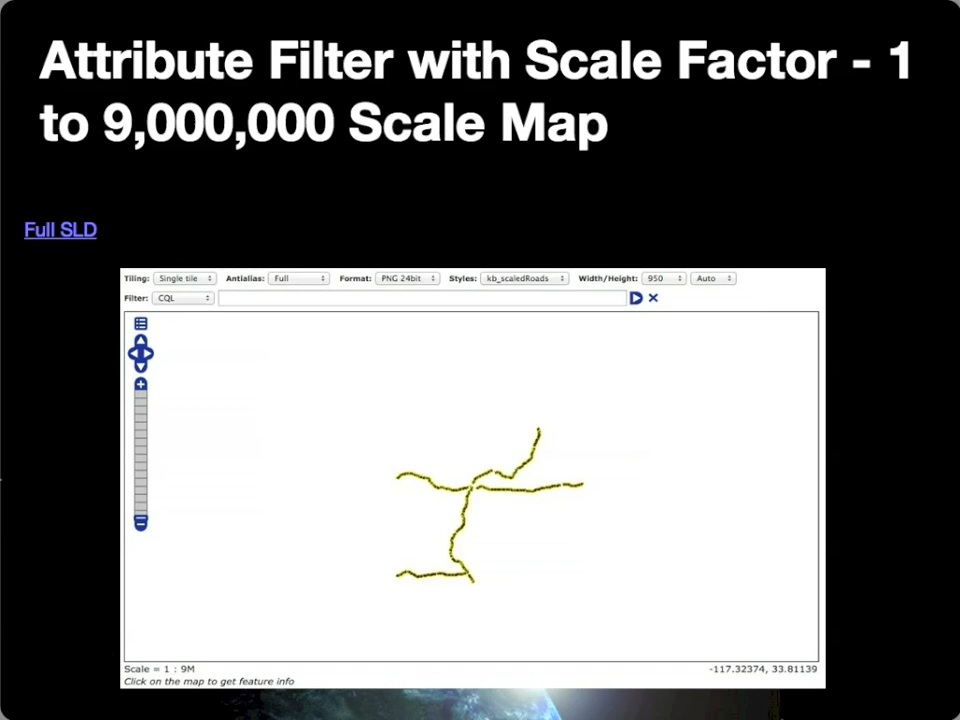 Attribute Filter with Scale Factor - 1
to 9,000,000 Scale Map
Full SLD
Tiling: Single tile Antialias: Full Format: PNG 24bit Styles: kb_scaledRoads Width/Height: 950 Auto
Filter: CQL
Scale = 1 : 9M -117.32374, 33.81139
Click on the map to get feature info